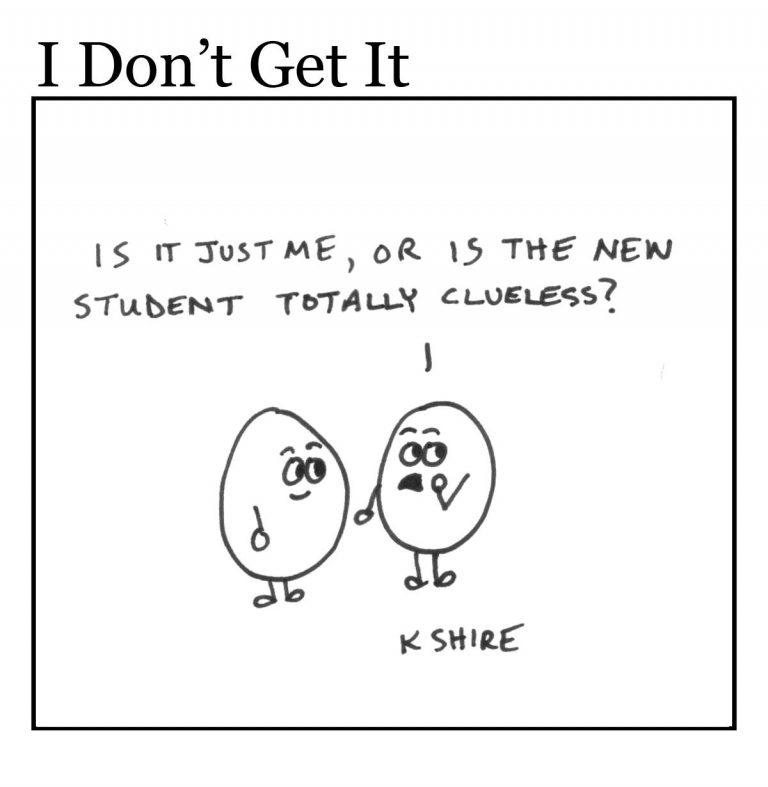 I Don’t Get It
IS IT JUST ME, OR IS THE NEW
STUDENT TOTALLY CLUELESS?
K SHIRE